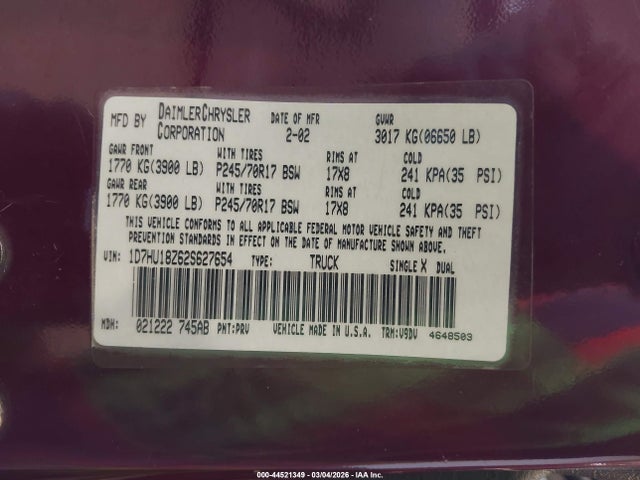 MFD BY DAIMLERCHRYSLER CORPORATION DATE OF MFR 2-02 GVWR 3017 KG(06650 LB)
GAWR FRONT WITH TIRES RIMS AT COLD
1770 KG(3900 LB) P245/70R17 BSW 17X8 241 KPA(35 PSI)
GAWR REAR WITH TIRES RIMS AT COLD
1770 KG(3900 LB) P245/70R17 BSW 17X8 241 KPA(35 PSI)
THIS VEHICLE CONFORMS TO ALL APPLICABLE FEDERAL MOTOR VEHICLE SAFETY AND THEFT
PREVENTION STANDARDS IN EFFECT ON THE DATE OF MANUFACTURE SHOWN ABOVE.
VIN: 1D7HU18Z62S627654 TYPE: TRUCK SINGLE X DUAL
MDH: 021222 745AB PNT:PRV VEHICLE MADE IN U.S.A. TRM:V9DV 4648503
000-44521349 - 03/04/2026 - IAA Inc.